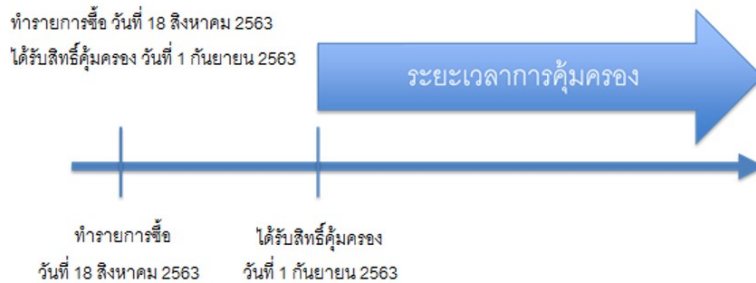 ทำรายการซื้อ วันที่ 18 สิงหาคม 2563
ได้รับสิทธิ์คุ้มครอง วันที่ 1 กันยายน 2563
ระยะเวลาการคุ้มครอง
ทำรายการซื้อ
วันที่ 18 สิงหาคม 2563
ได้รับสิทธิ์คุ้มครอง
วันที่ 1 กันยายน 2563